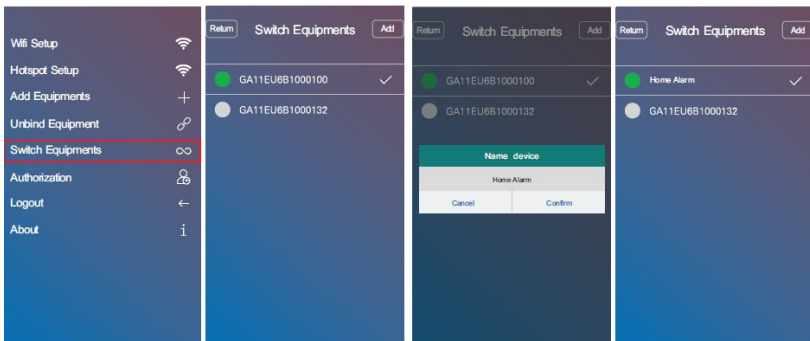 Wifi Setup
Hotspot Setup
Add Equipments
Unbind Equipment
Switch Equipments
Authorization
Logout
About
Return Switch Equipments Add
GA11EU6B1000100
GA11EU6B1000132
Return Switch Equipments Add
GA11EU6B1000100
GA11EU6B1000132
Name device
Home Alarm
Cancel Confirm
Return Switch Equipments Add
Home Alarm
GA11EU6B1000132